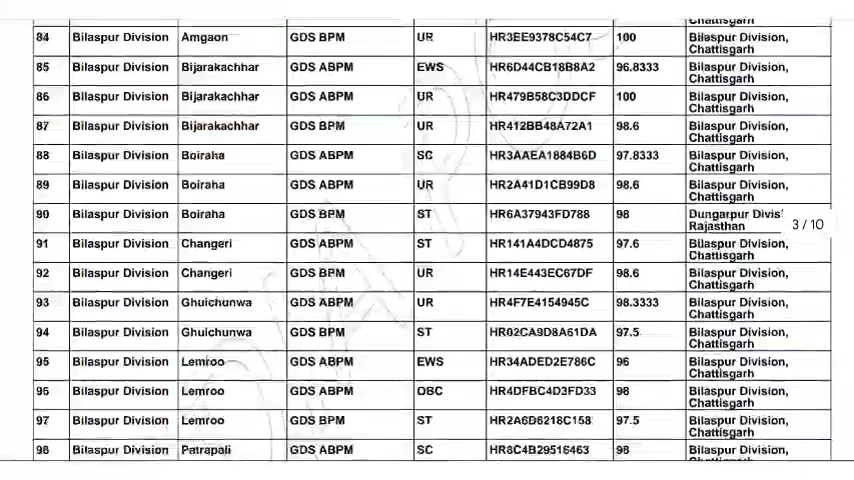 Chattisgarh
84 Bilaspur Division Amgaon GDS BPM UR HR3EE9378C54C7 100 Bilaspur Division,
Chattisgarh
85 Bilaspur Division Bijarakachhar GDS ABPM EWS HR6D44CB18B8A2 96.8333 Bilaspur Division,
Chattisgarh
86 Bilaspur Division Bijarakachhar GDS ABPM UR HR479B58C3DDCF 100 Bilaspur Division,
Chattisgarh
87 Bilaspur Division Bijarakachhar GDS BPM UR HR412BB48A72A1 98.6 Bilaspur Division,
Chattisgarh
88 Bilaspur Division Boiraha GDS ABPM SC HR3AAEA1884B6D 97.8333 Bilaspur Division,
Chattisgarh
89 Bilaspur Division Boiraha GDS ABPM UR HR2A41D1CB99D8 98.6 Bilaspur Division,
Chattisgarh
90 Bilaspur Division Boiraha GDS BPM ST HR6A37943FD788 98 Dungarpur Divis
Rajasthan
3 / 10
91 Bilaspur Division Changeri GDS ABPM ST HR141A4DCD4875 97.6 Bilaspur Division,
Chattisgarh
92 Bilaspur Division Changeri GDS BPM UR HR14E443EC67DF 98.6 Bilaspur Division,
Chattisgarh
93 Bilaspur Division Ghuichunwa GDS ABPM UR HR4F7E4154945C 98.3333 Bilaspur Division,
Chattisgarh
94 Bilaspur Division Ghuichunwa GDS BPM ST HR02CA9D8A61DA 97.5 Bilaspur Division,
Chattisgarh
95 Bilaspur Division Lemroo GDS ABPM EWS HR34ADED2E786C 96 Bilaspur Division,
Chattisgarh
96 Bilaspur Division Lemroo GDS ABPM OBC HR4DFBC4D3FD33 98 Bilaspur Division,
Chattisgarh
97 Bilaspur Division Lemroo GDS BPM ST HR2A6D6218C158 97.5 Bilaspur Division,
Chattisgarh
98 Bilaspur Division Patrapali GDS ABPM SC HR8C4B29516463 98 Bilaspur Division,